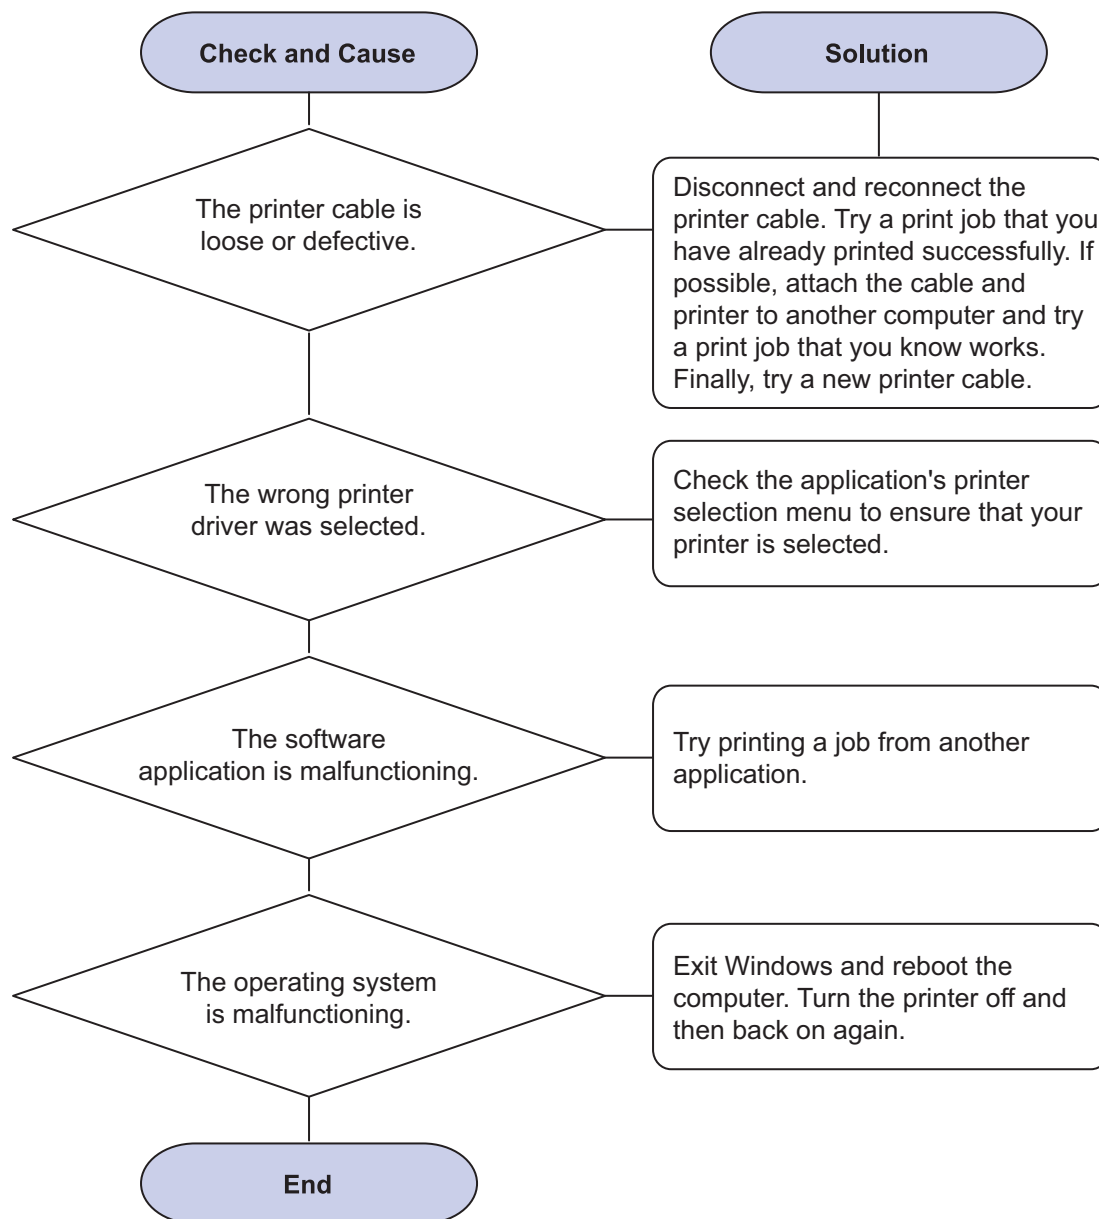 Check and Cause
Solution
The printer cable is
loose or defective.
Disconnect and reconnect the
printer cable. Try a print job that you
have already printed successfully. If
possible, attach the cable and
printer to another computer and try
a print job that you know works.
Finally, try a new printer cable.
The wrong printer
driver was selected.
Check the application's printer
selection menu to ensure that your
printer is selected.
The software
application is malfunctioning.
Try printing a job from another
application.
The operating system
is malfunctioning.
Exit Windows and reboot the
computer. Turn the printer off and
then back on again.
End